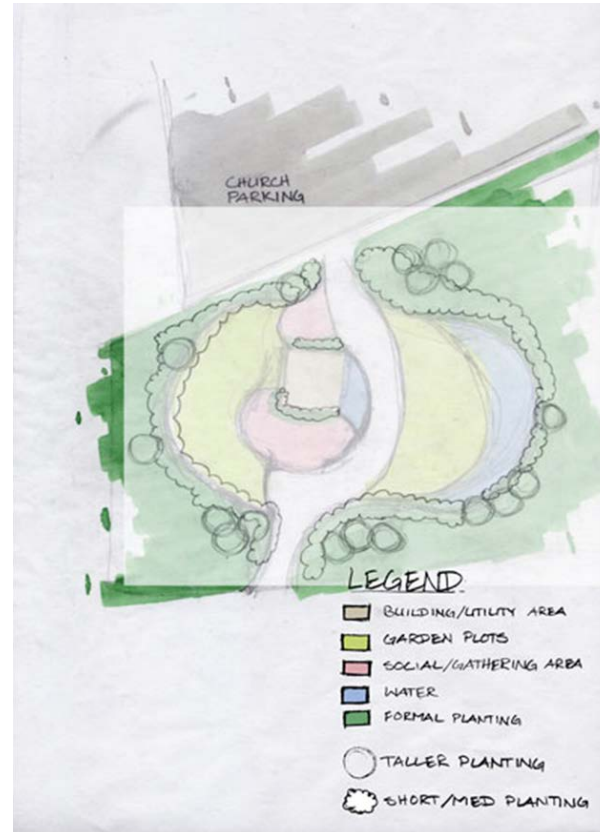 CHURCH
PARKING
LEGEND
BUILDING/UTILITY AREA
GARDEN PLOTS
SOCIAL/GATHERING AREA
WATER
FORMAL PLANTING
TALLER PLANTING
SHORT/MED PLANTING